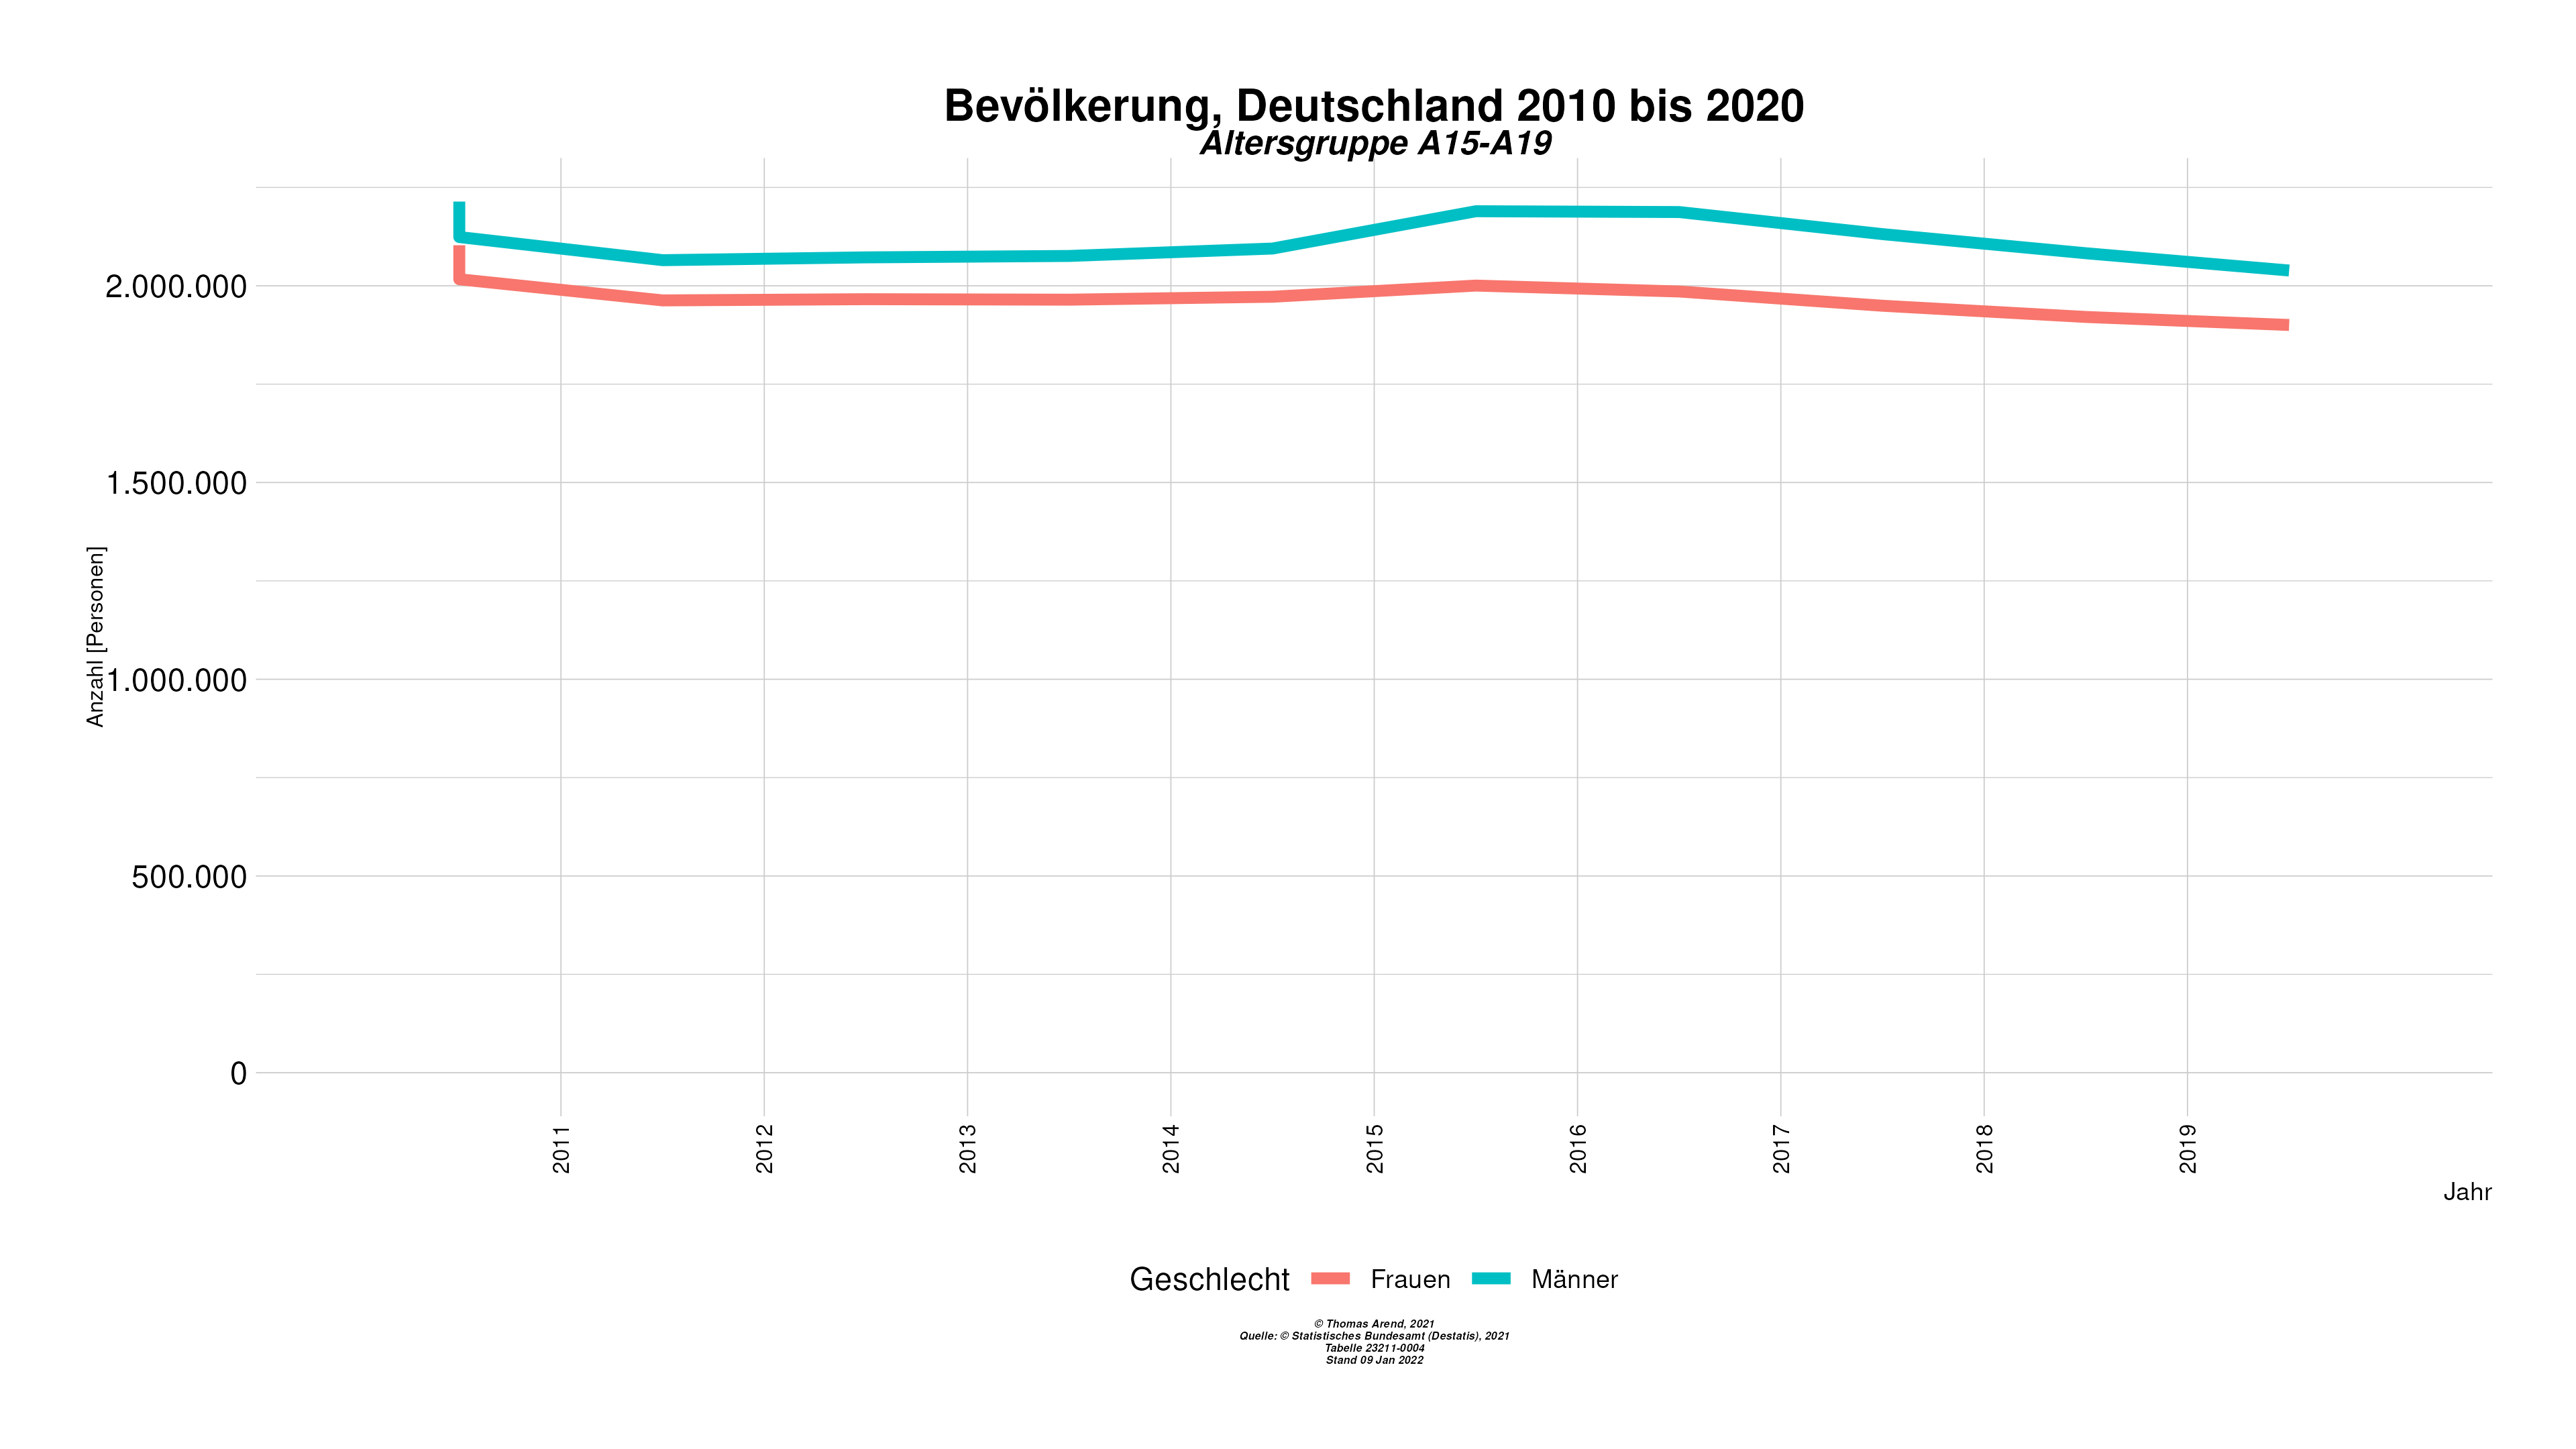 Bevölkerung, Deutschland 2010 bis 2020
Altersgruppe A15-A19
Anzahl [Personen]
2.000.000
1.500.000
1.000.000
500.000
0
2011
2012
2013
2014
2015
2016
2017
2018
2019
Jahr
Geschlecht Frauen Männer
© Thomas Arend, 2021
Quelle: © Statistisches Bundesamt (Destatis), 2021
Tabelle 23211-0004
Stand 09 Jan 2022